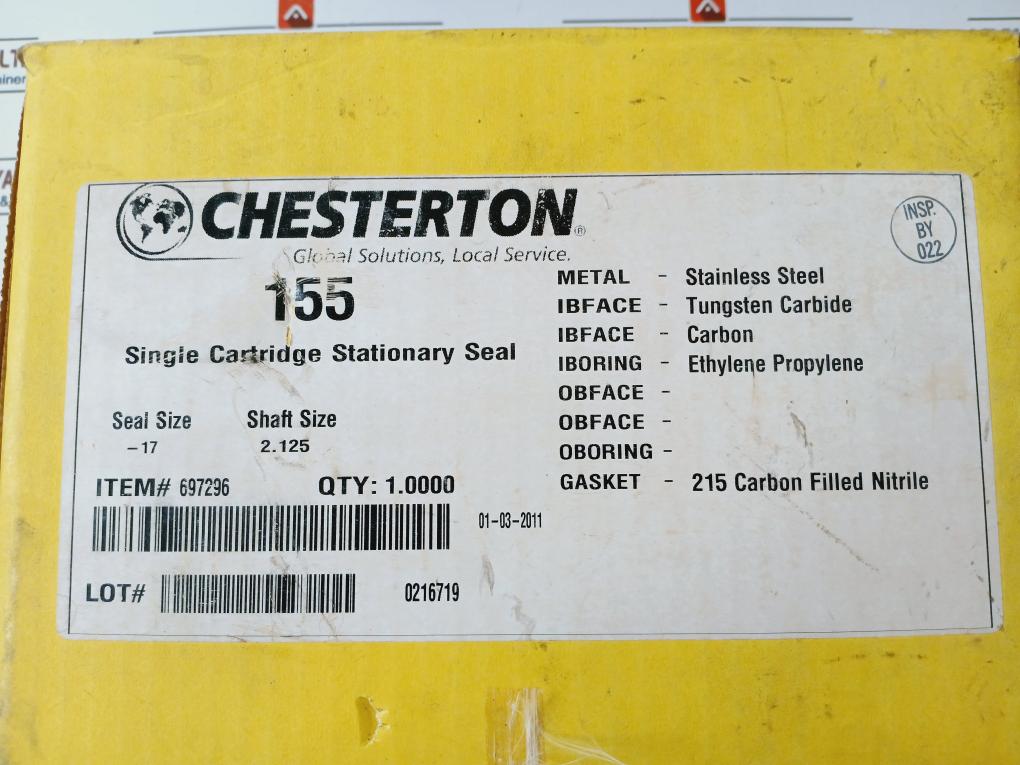 CHESTERTON®
Global Solutions, Local Service.
155
Single Cartridge Stationary Seal
Seal Size Shaft Size
-17 2.125
ITEM# 697296 QTY: 1.0000
01-03-2011
LOT# 0216719
INSP.
BY
022
METAL - Stainless Steel
IBFACE - Tungsten Carbide
IBFACE - Carbon
IBORING - Ethylene Propylene
OBFACE -
OBFACE -
OBORING -
GASKET - 215 Carbon Filled Nitrile